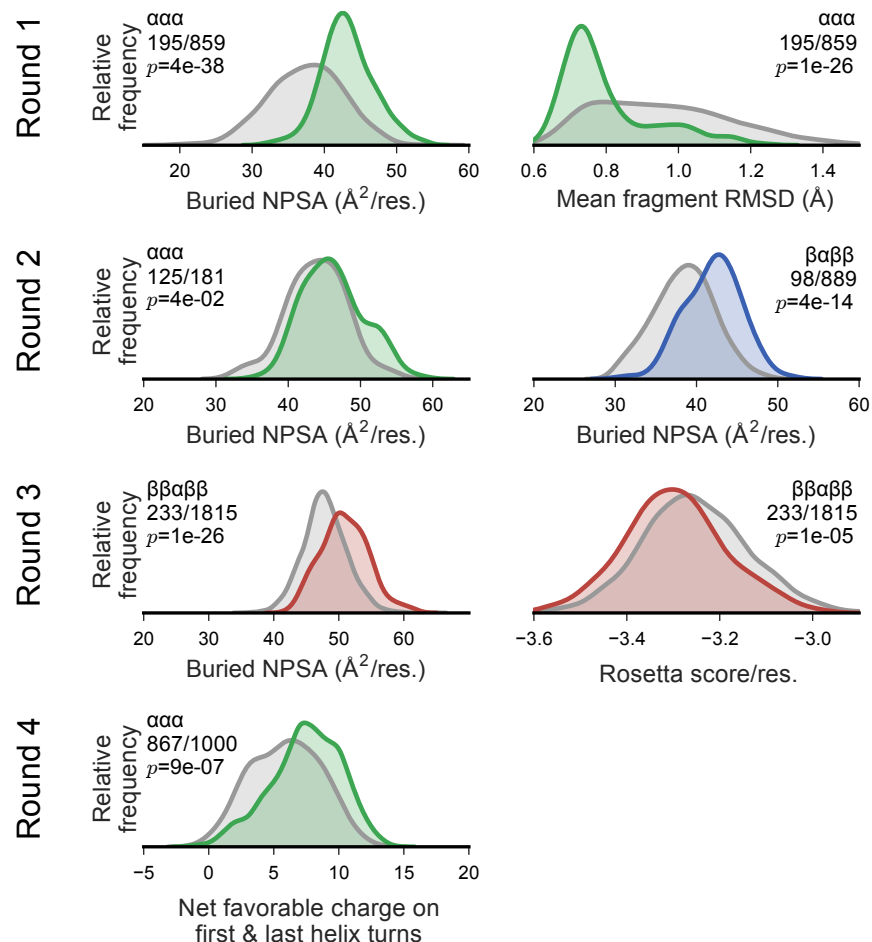 Round 1
Relative
frequency
ααα
195/859
p=4e-38
20 30 40 50 60
Buried NPSA (Å²/res.)
ααα
195/859
p=1e-26
0.6 0.8 1.0 1.2 1.4
Mean fragment RMSD (Å)
Round 2
Relative
frequency
ααα
125/181
p=4e-02
20 30 40 50 60
Buried NPSA (Å²/res.)
βαββ
98/889
p=4e-14
20 30 40 50 60
Buried NPSA (Å²/res.)
Round 3
Relative
frequency
ββαββ
233/1815
p=1e-26
20 30 40 50 60
Buried NPSA (Å²/res.)
ββαββ
233/1815
p=1e-05
−3.6 −3.4 −3.2 −3.0
Rosetta score/res.
Round 4
Relative
frequency
ααα
867/1000
p=9e-07
−5 0 5 10 15 20
Net favorable charge on
first & last helix turns